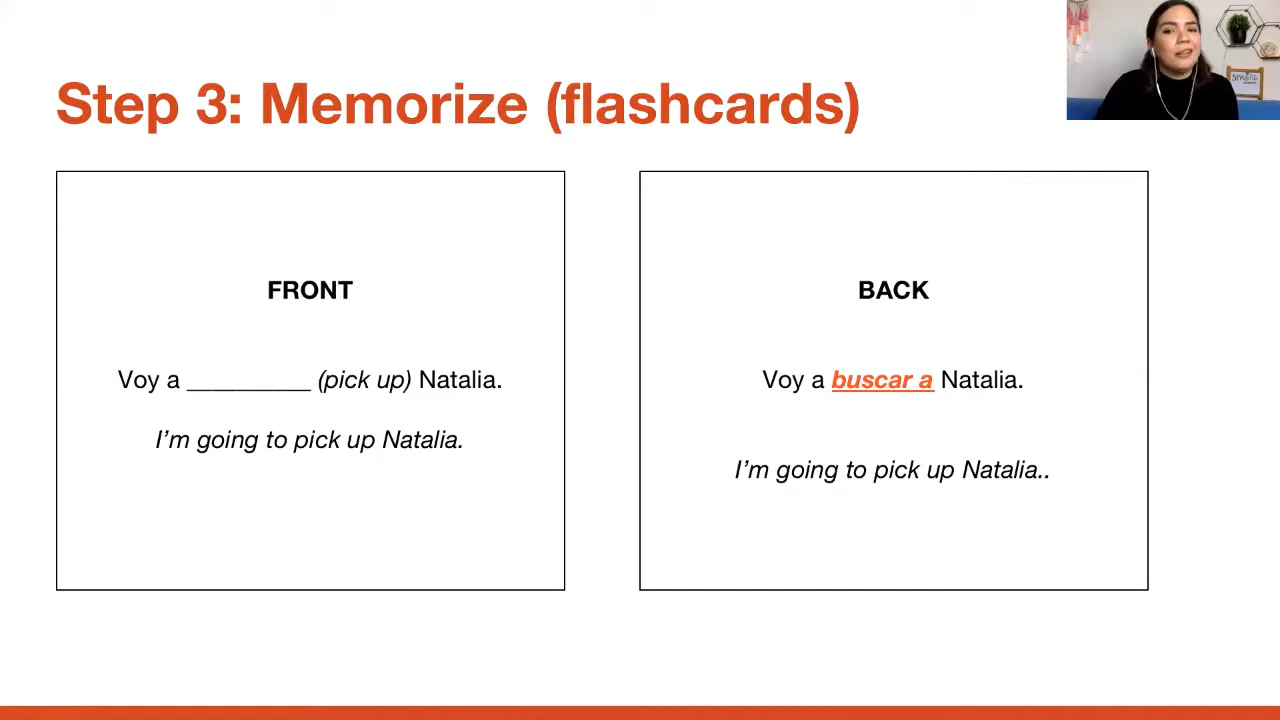 Step 3: Memorize (flashcards)
FRONT
Voy a __________ (pick up) Natalia.
I'm going to pick up Natalia.
BACK
Voy a buscar a Natalia.
I'm going to pick up Natalia..